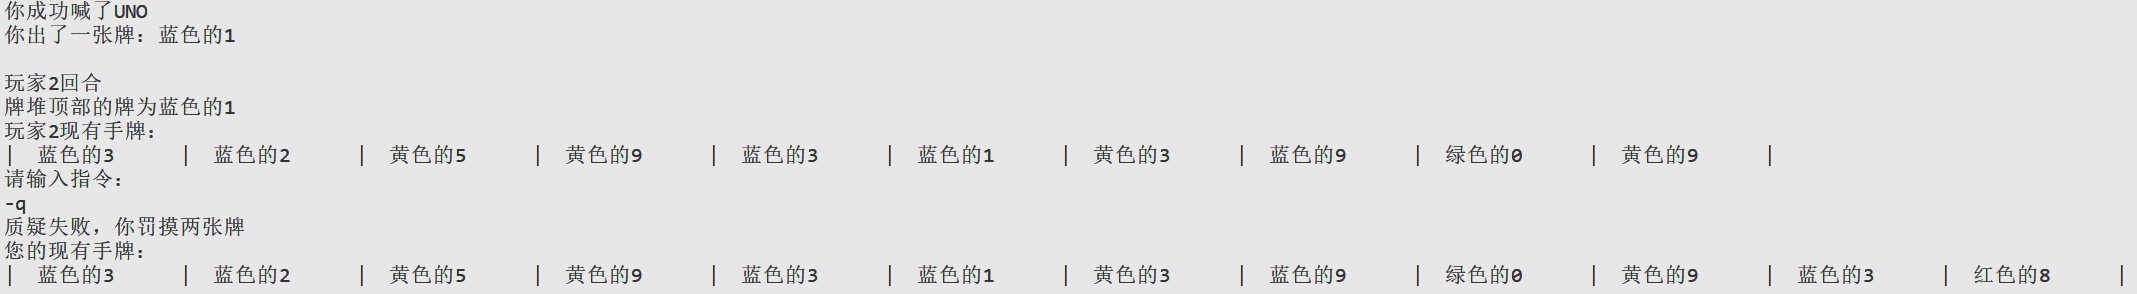 你成功喊了UNO
你出了一张牌：蓝色的1
玩家2回合
牌堆顶部的牌为蓝色的1
玩家2现有手牌：
| 蓝色的3 | 蓝色的2 | 黄色的5 | 黄色的9 | 蓝色的3 | 蓝色的1 | 黄色的3 | 蓝色的9 | 绿色的0 | 黄色的9 |
请输入指令：
-q
质疑失败，你罚摸两张牌
您的现有手牌：
| 蓝色的3 | 蓝色的2 | 黄色的5 | 黄色的9 | 蓝色的3 | 蓝色的1 | 黄色的3 | 蓝色的9 | 绿色的0 | 黄色的9 | 蓝色的3 | 红色的8 |